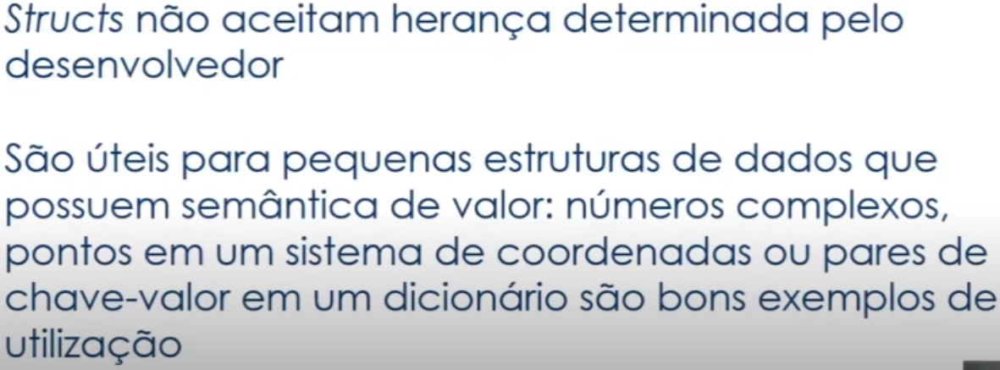 Structs não aceitam herança determinada pelo
desenvolvedor
São úteis para pequenas estruturas de dados que
possuem semântica de valor: números complexos,
pontos em um sistema de coordenadas ou pares de
chave-valor em um dicionário são bons exemplos de
utilização